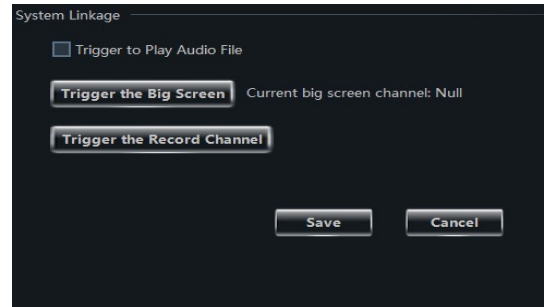 System Linkage
Trigger to Play Audio File
Trigger the Big Screen Current big screen channel: Null
Trigger the Record Channel
Save Cancel